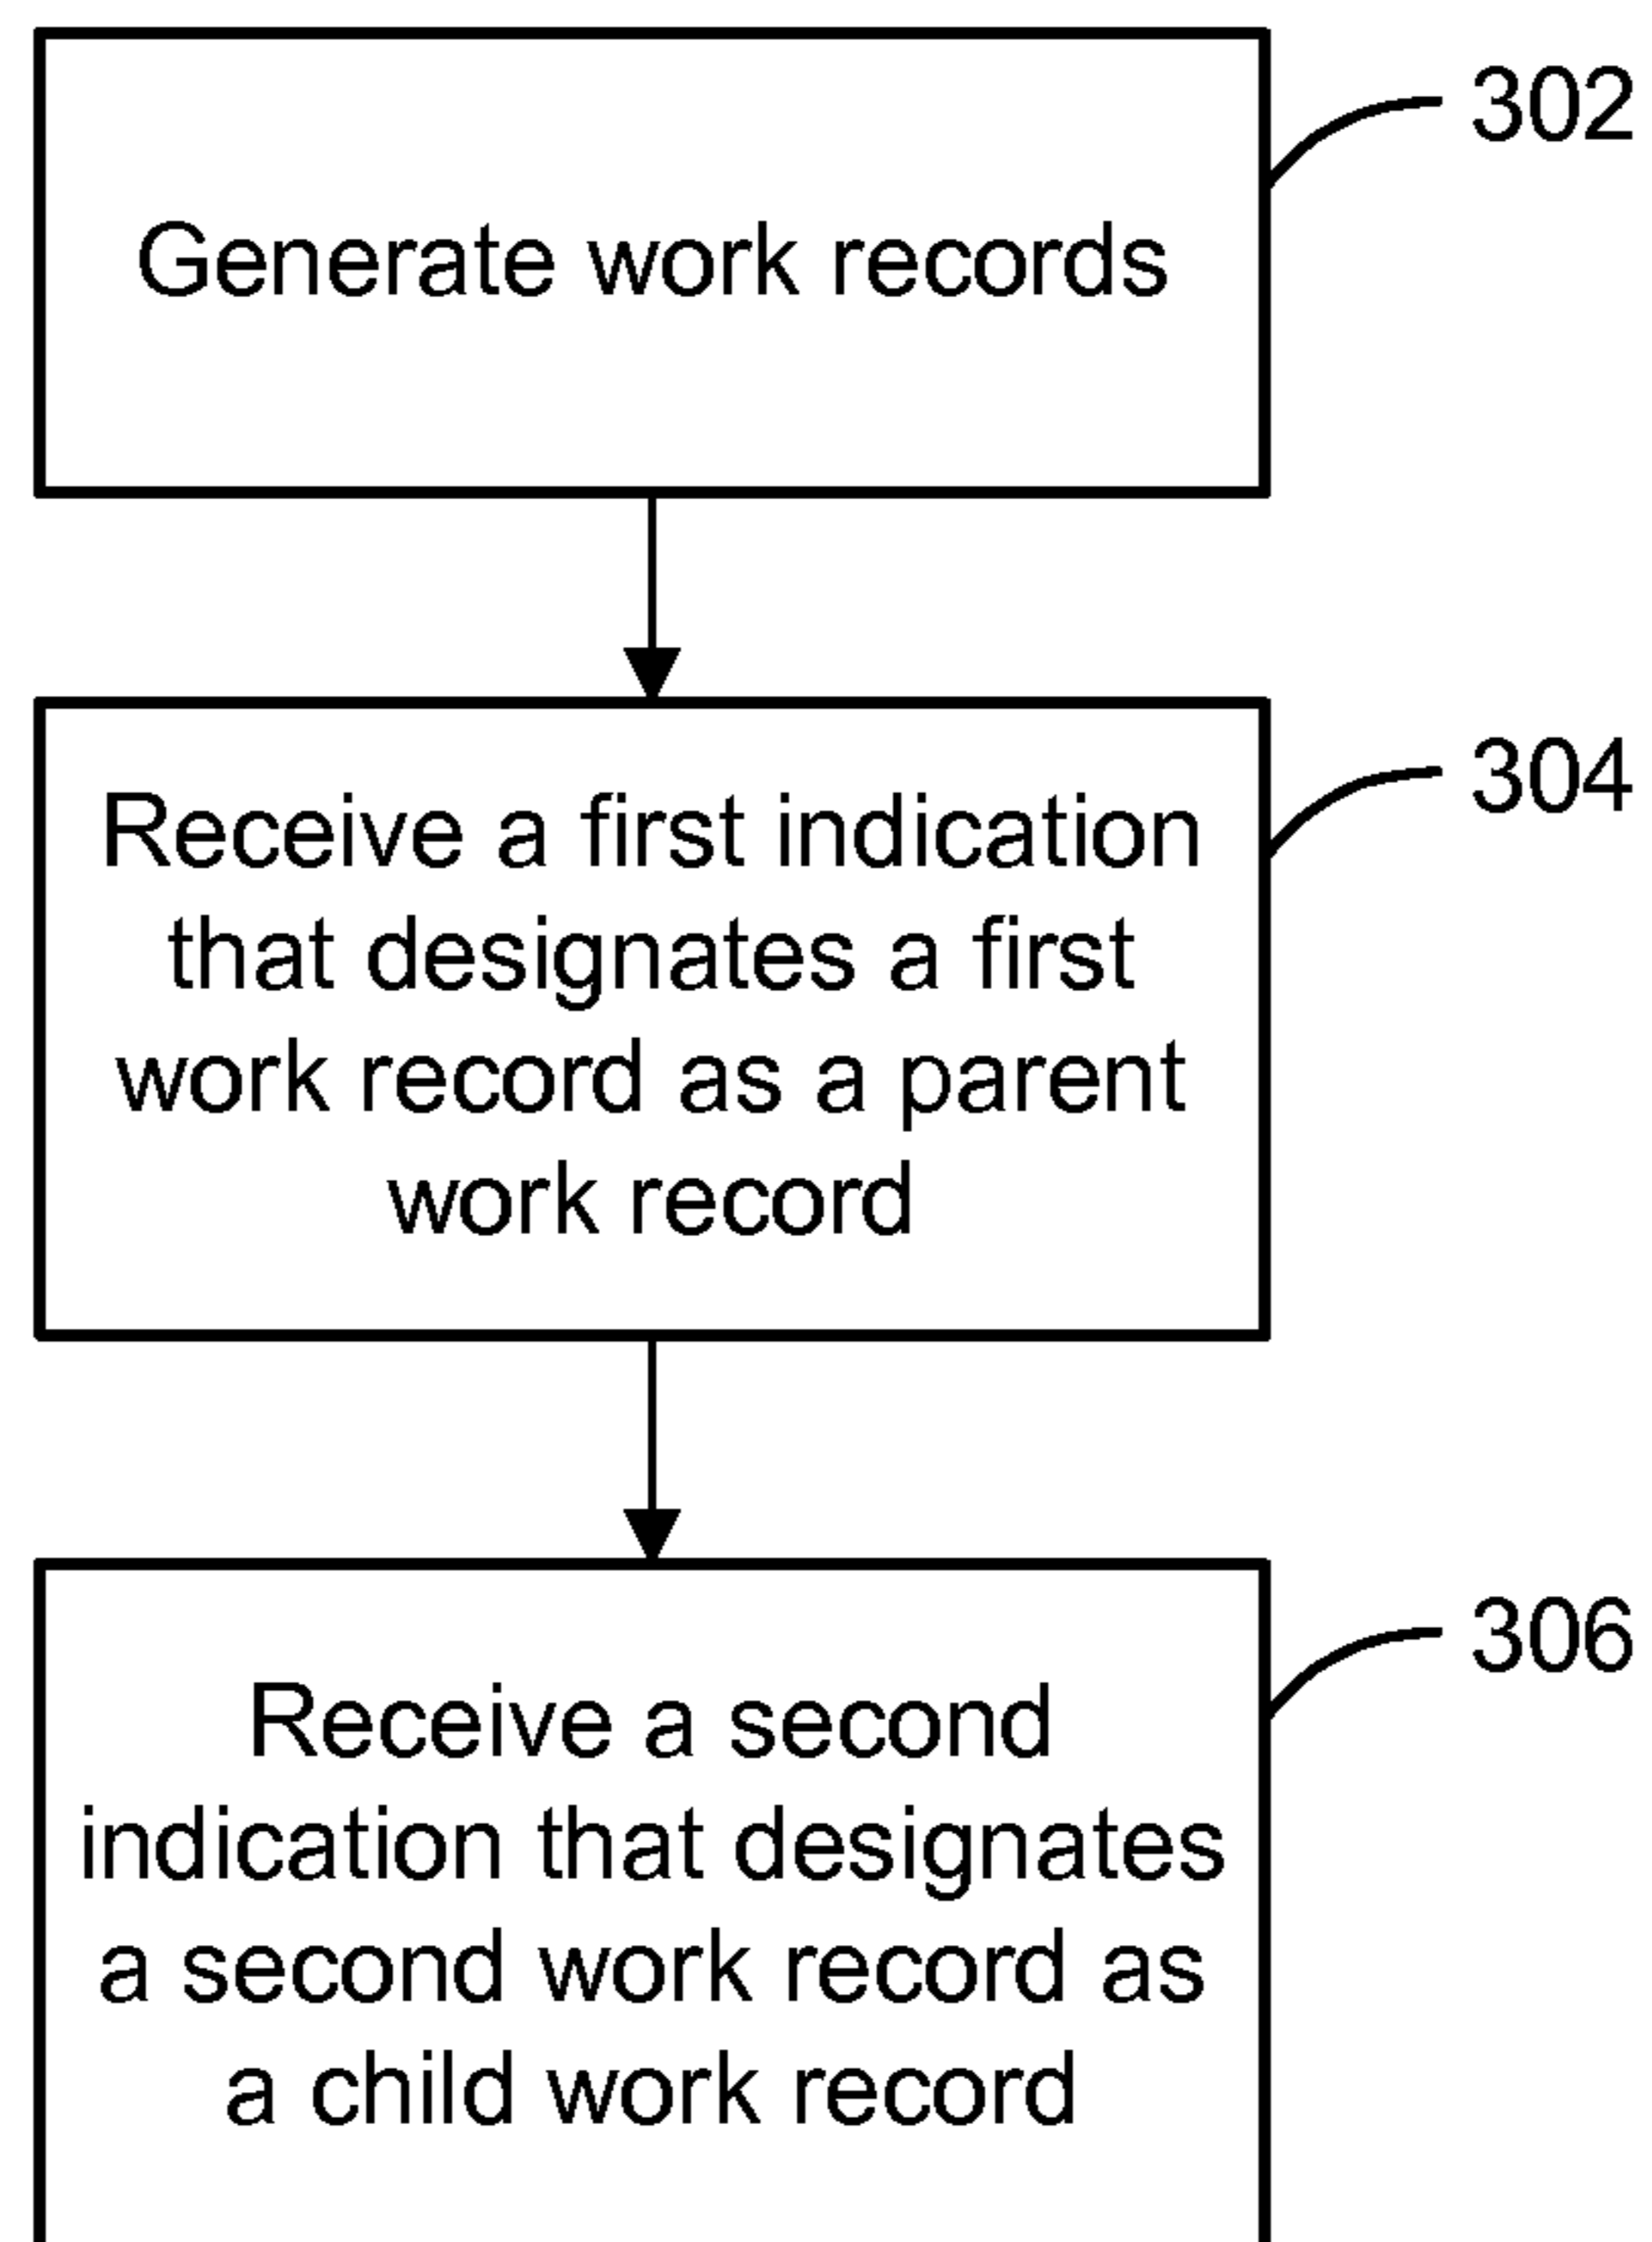 302
Generate work records
304
Receive a first indication
that designates a first
work record as a parent
work record
306
Receive a second
indication that designates
a second work record as
a child work record